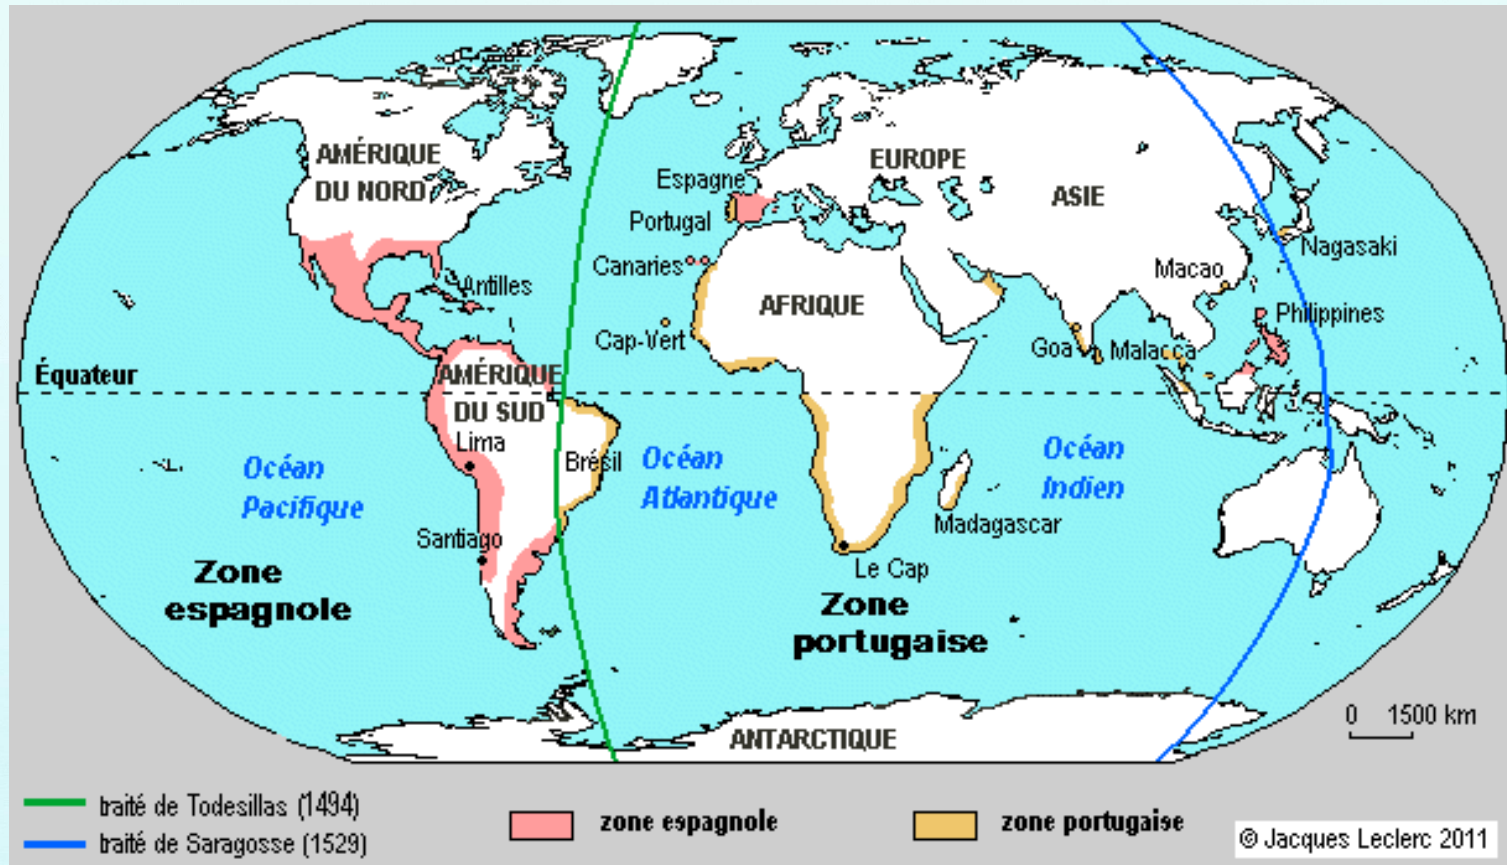 AMÉRIQUE
DU NORD
EUROPE
Espagne
ASIE
Portugal
Nagasaki
Canaries
Macao
Antilles
AFRIQUE
Philippines
Cap-Vert
Goa
Malacca
Équateur
AMÉRIQUE
DU SUD
Lima
Brésil
Océan
Atlantique
Océan
Indien
Océan
Pacifique
Madagascar
Santiago
Le Cap
Zone
espagnole
Zone
portugaise
0 1500 km
ANTARCTIQUE
traité de Todesillas (1494)
traité de Saragosse (1529)
zone espagnole
zone portugaise
© Jacques Leclerc 2011